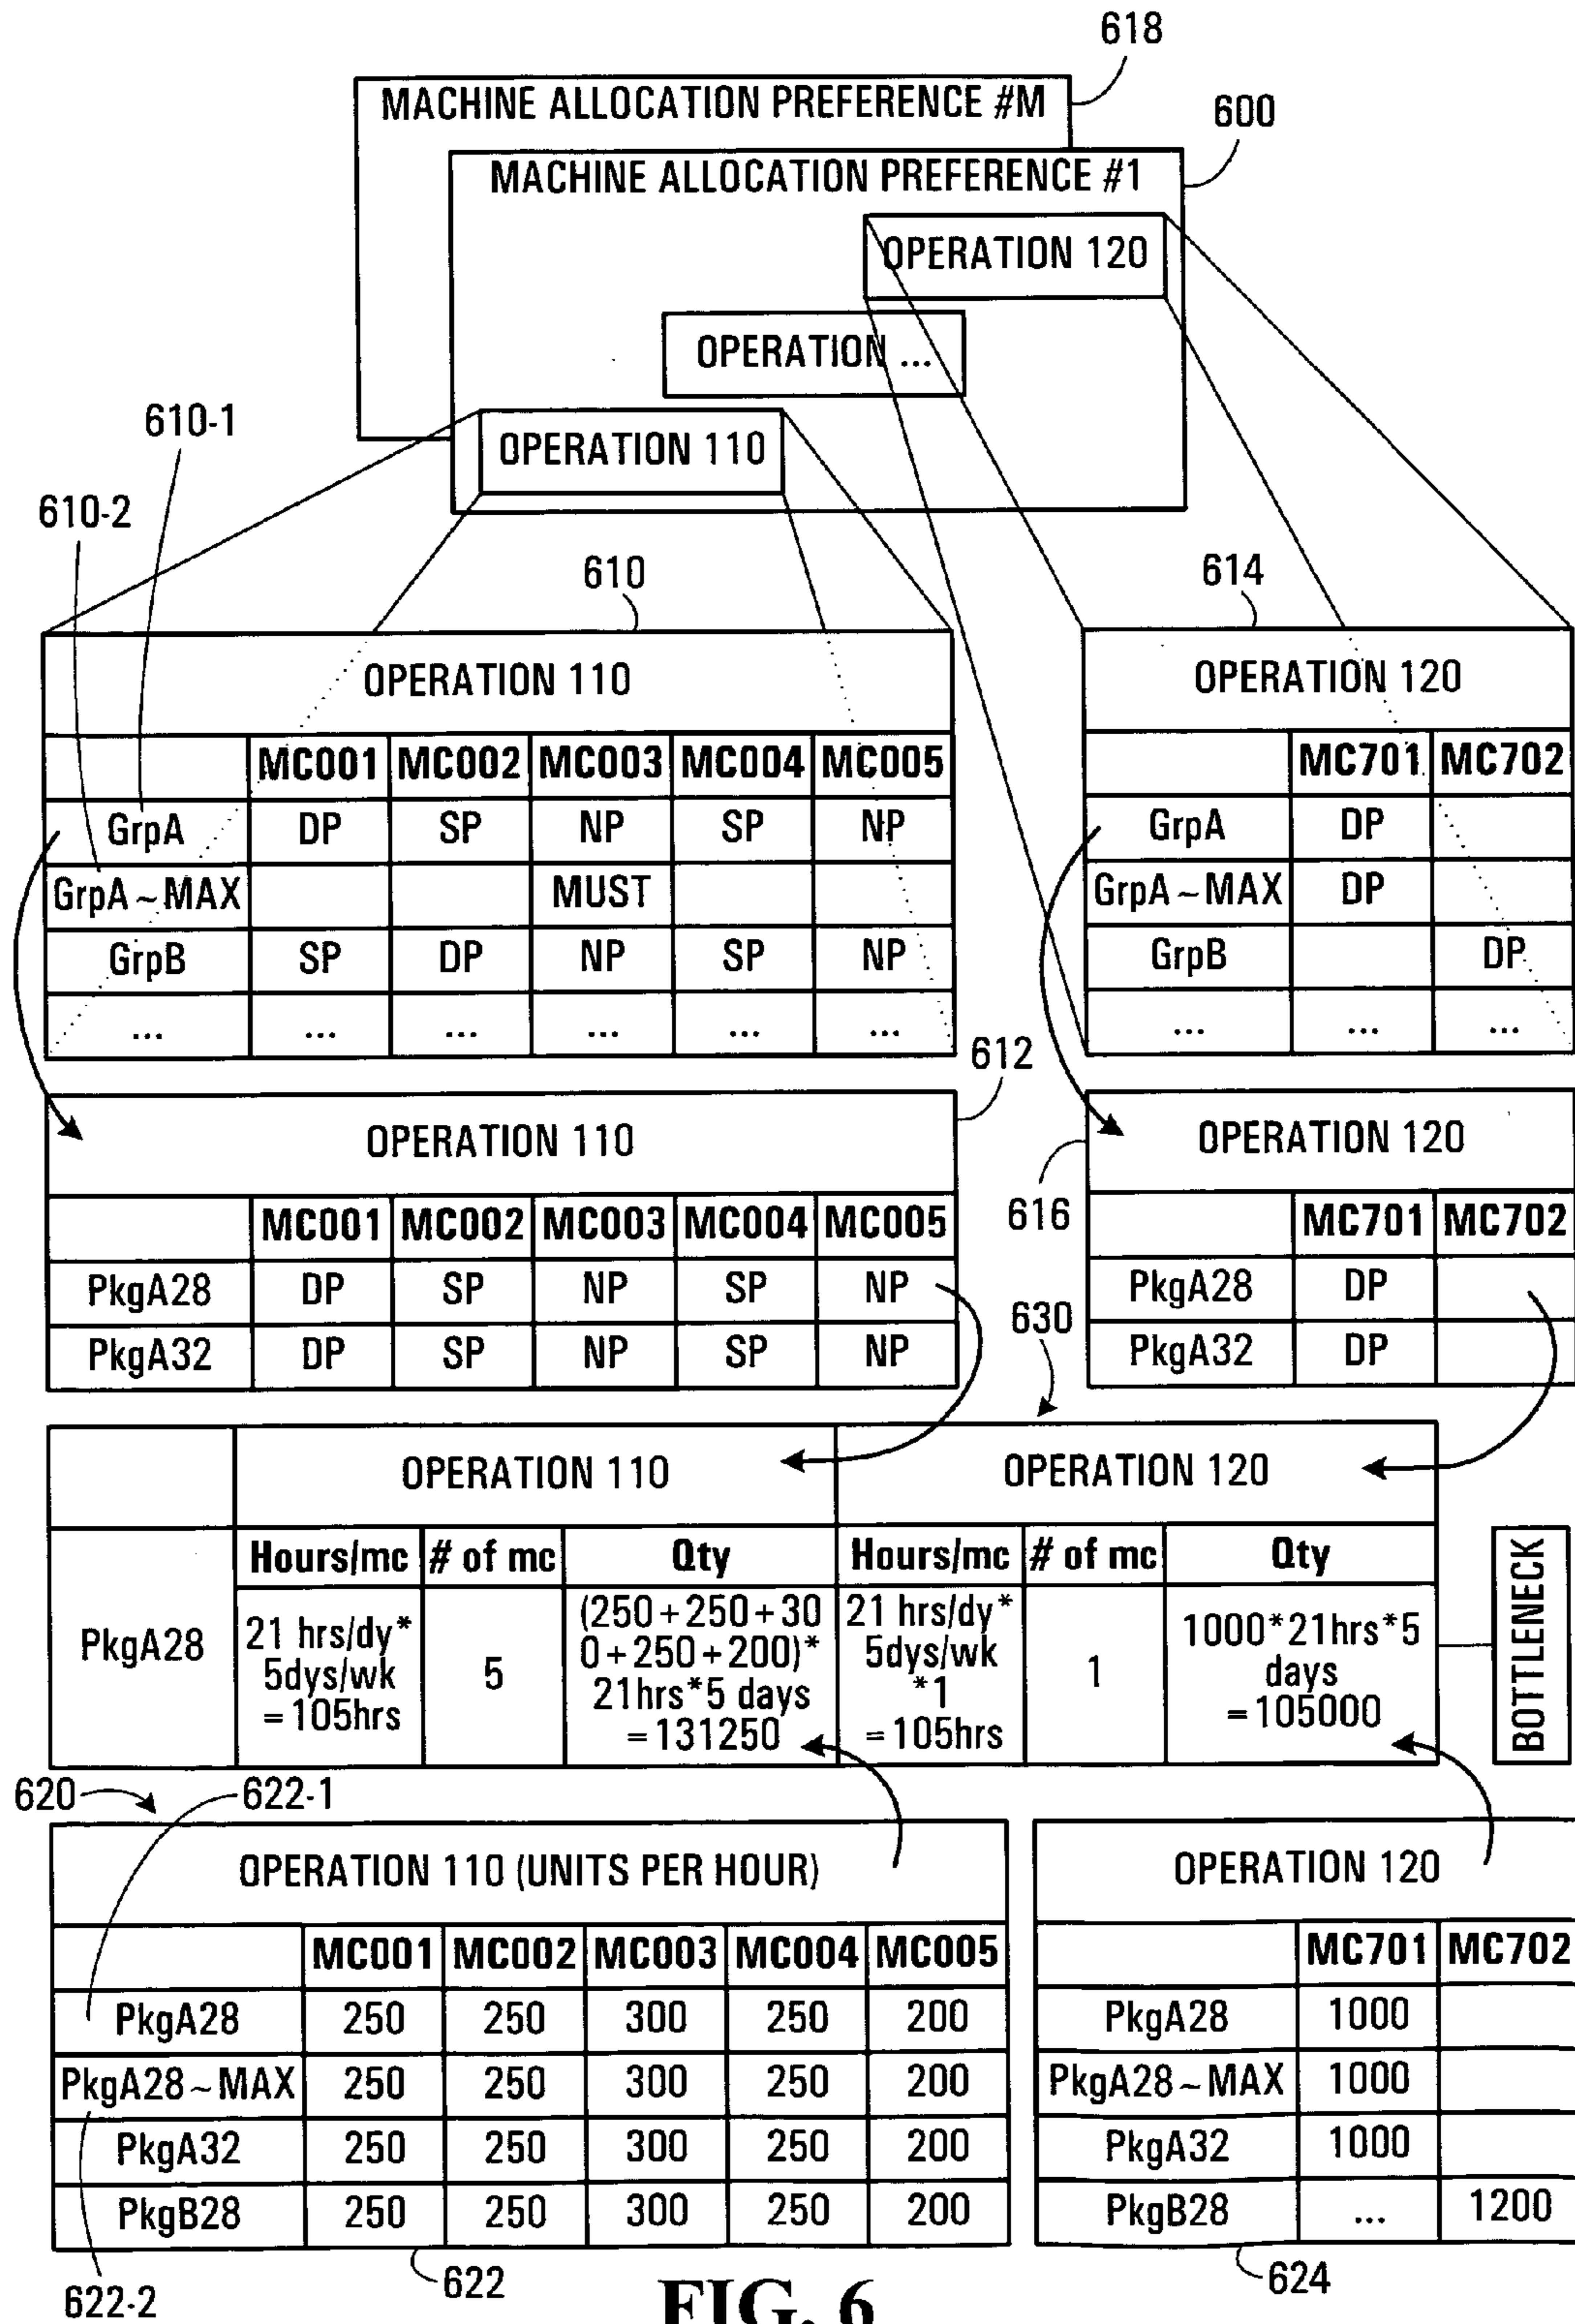 618
MACHINE ALLOCATION PREFERENCE #M
600
MACHINE ALLOCATION PREFERENCE #1
OPERATION 120
OPERATION ...
610-1
OPERATION 110
610-2
610
614
OPERATION 110
MC001 MC002 MC003 MC004 MC005
GrpA DP SP NP SP NP
GrpA~MAX MUST
GrpB SP DP NP SP NP
... ... ... ... ... ...
OPERATION 120
MC701 MC702
GrpA DP
GrpA~MAX DP
GrpB DP
... ... ...
612
OPERATION 110
MC001 MC002 MC003 MC004 MC005
PkgA28 DP SP NP SP NP
PkgA32 DP SP NP SP NP
616
OPERATION 120
MC701 MC702
PkgA28 DP
PkgA32 DP
630
OPERATION 110 OPERATION 120
Hours/mc # of mc Qty Hours/mc # of mc Qty
PkgA28
21 hrs/dy*
5dys/wk
=105hrs
5
(250+250+30
0+250+200)*
21hrs*5 days
=131250
21 hrs/dy*
5dys/wk
*1
=105hrs
1
1000*21hrs*5
days
=105000
BOTTLENECK
620
622-1
OPERATION 110 (UNITS PER HOUR)
MC001 MC002 MC003 MC004 MC005
PkgA28 250 250 300 250 200
PkgA28~MAX 250 250 300 250 200
PkgA32 250 250 300 250 200
PkgB28 250 250 300 250 200
622-2
622
OPERATION 120
MC701 MC702
PkgA28 1000
PkgA28~MAX 1000
PkgA32 1000
PkgB28 ... 1200
624
FIG. 6